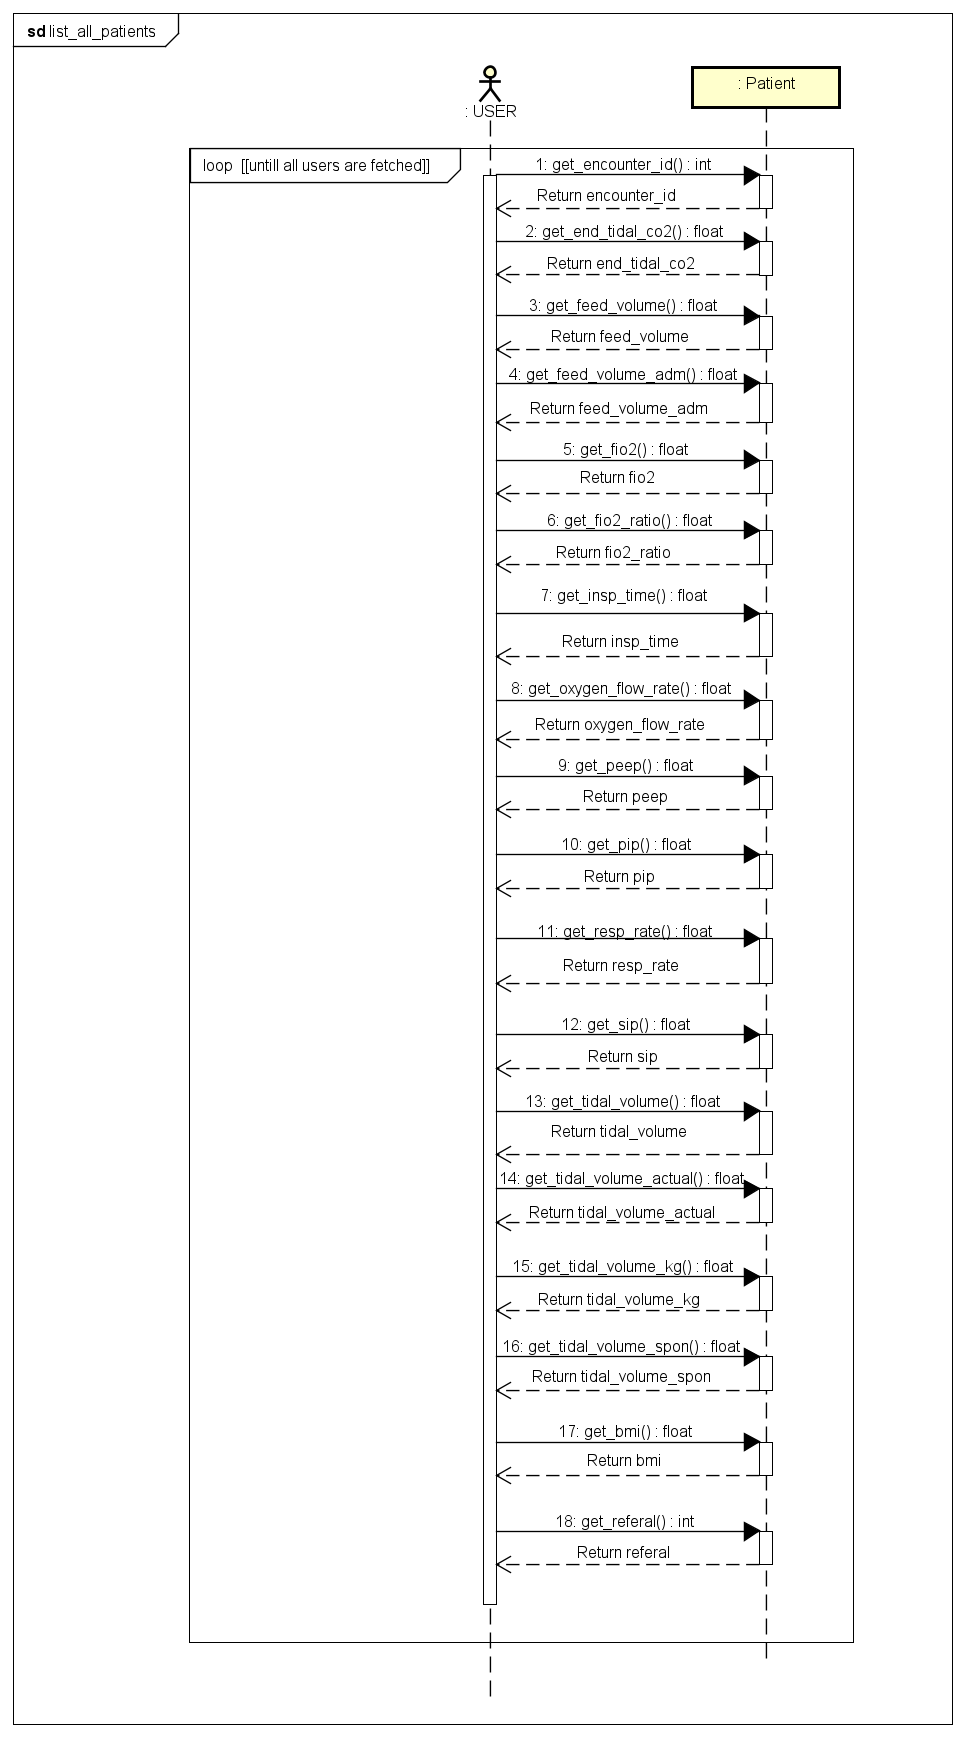 sd list_all_patients
: USER
: Patient
loop [[untill all users are fetched]]
1: get_encounter_id() : int
Return encounter_id
2: get_end_tidal_co2() : float
Return end_tidal_co2
3: get_feed_volume() : float
Return feed_volume
4: get_feed_volume_adm() : float
Return feed_volume_adm
5: get_fio2() : float
Return fio2
6: get_fio2_ratio() : float
Return fio2_ratio
7: get_insp_time() : float
Return insp_time
8: get_oxygen_flow_rate() : float
Return oxygen_flow_rate
9: get_peep() : float
Return peep
10: get_pip() : float
Return pip
11: get_resp_rate() : float
Return resp_rate
12: get_sip() : float
Return sip
13: get_tidal_volume() : float
Return tidal_volume
14: get_tidal_volume_actual() : float
Return tidal_volume_actual
15: get_tidal_volume_kg() : float
Return tidal_volume_kg
16: get_tidal_volume_spon() : float
Return tidal_volume_spon
17: get_bmi() : float
Return bmi
18: get_referal() : int
Return referal